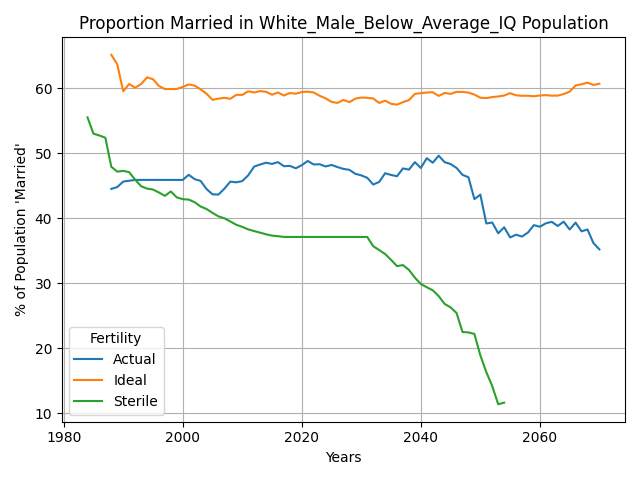 Proportion Married in White_Male_Below_Average_IQ Population
% of Population 'Married'
60
50
40
30
20
10
Fertility
Actual
Ideal
Sterile
1980
2000
2020
2040
2060
Years